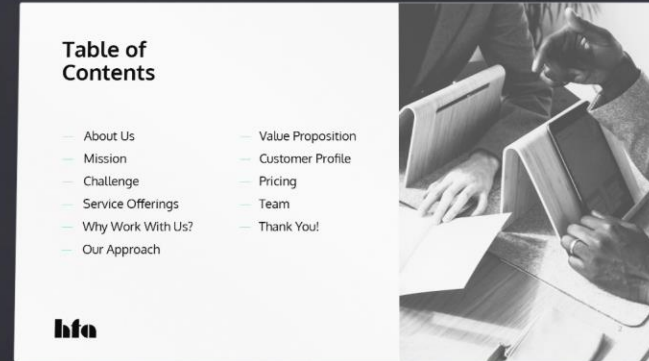 Table of
Contents
About Us
Mission
Challenge
Service Offerings
Why Work With Us?
Our Approach
Value Proposition
Customer Profile
Pricing
Team
Thank You!
hfa